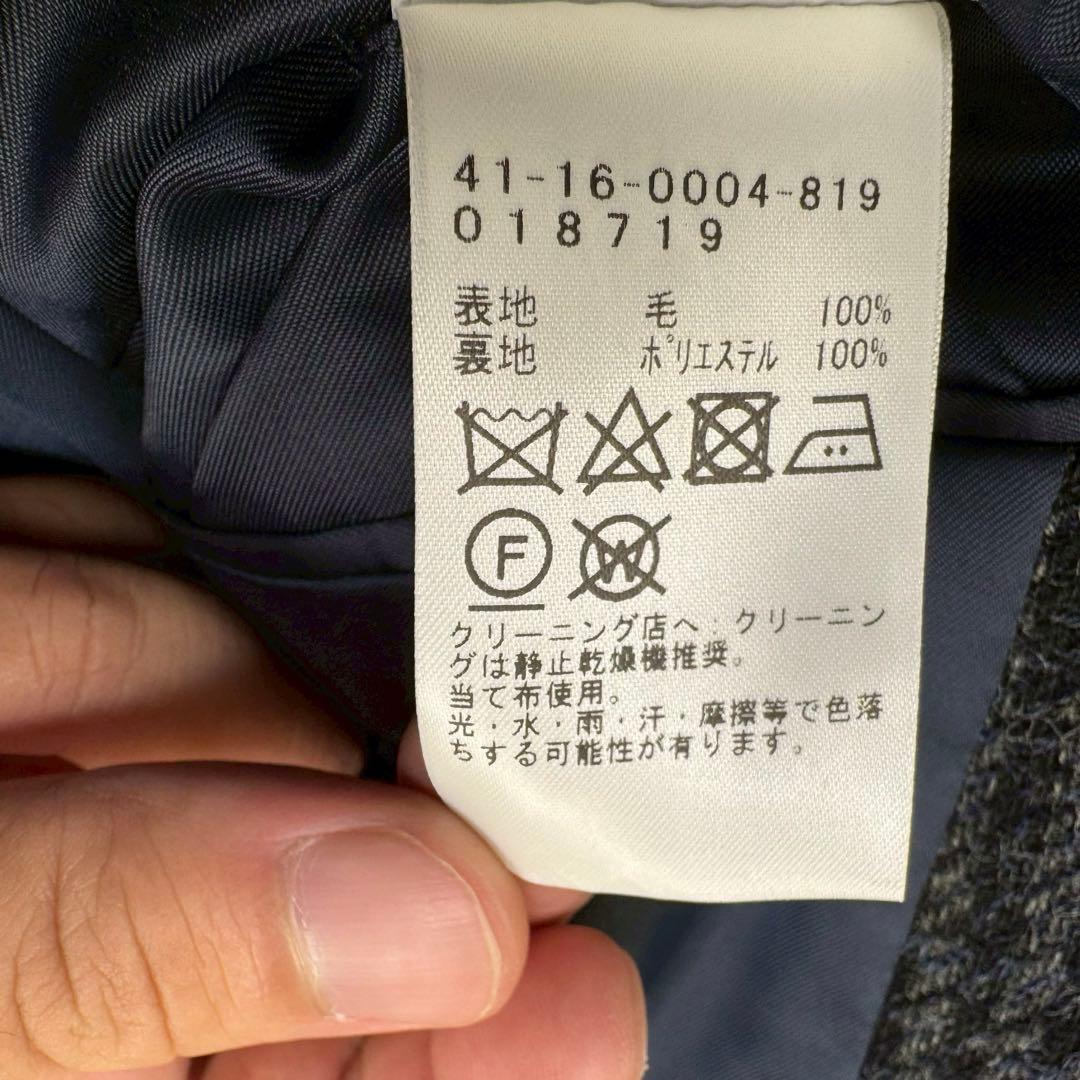 41-16-0004-819
018719
表地 毛 100%
裏地 ポリエステル 100%
F W
クリーニング店へ・クリーニン
グは静止乾燥機推奨。
当て布使用。
光・水・雨・汗・摩擦等で色落
ちする可能性が有ります。